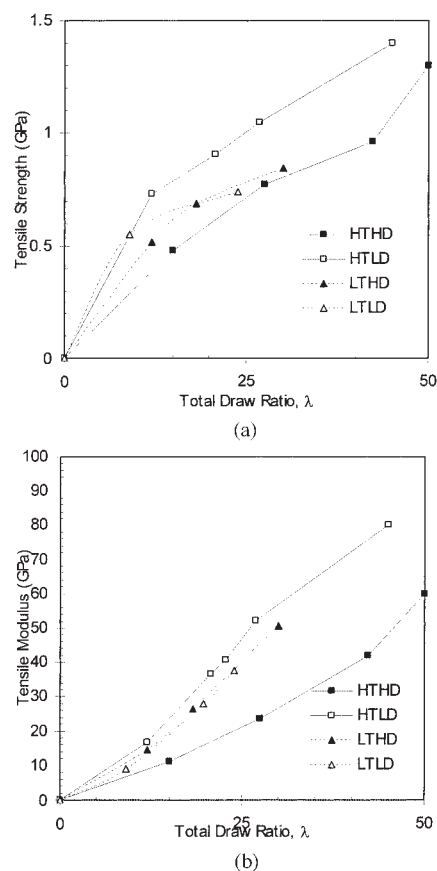 1.5
1
0.5
0
Tensile Strength (GPa)
HTHD
HTLD
LTHD
LTLD
0
25
50
Total Draw Ratio, λ
(a)
100
90
80
70
60
50
40
30
20
10
0
Tensile Modulus (GPa)
HTHD
HTLD
LTHD
LTLD
0
25
50
Total Draw Ratio, λ
(b)